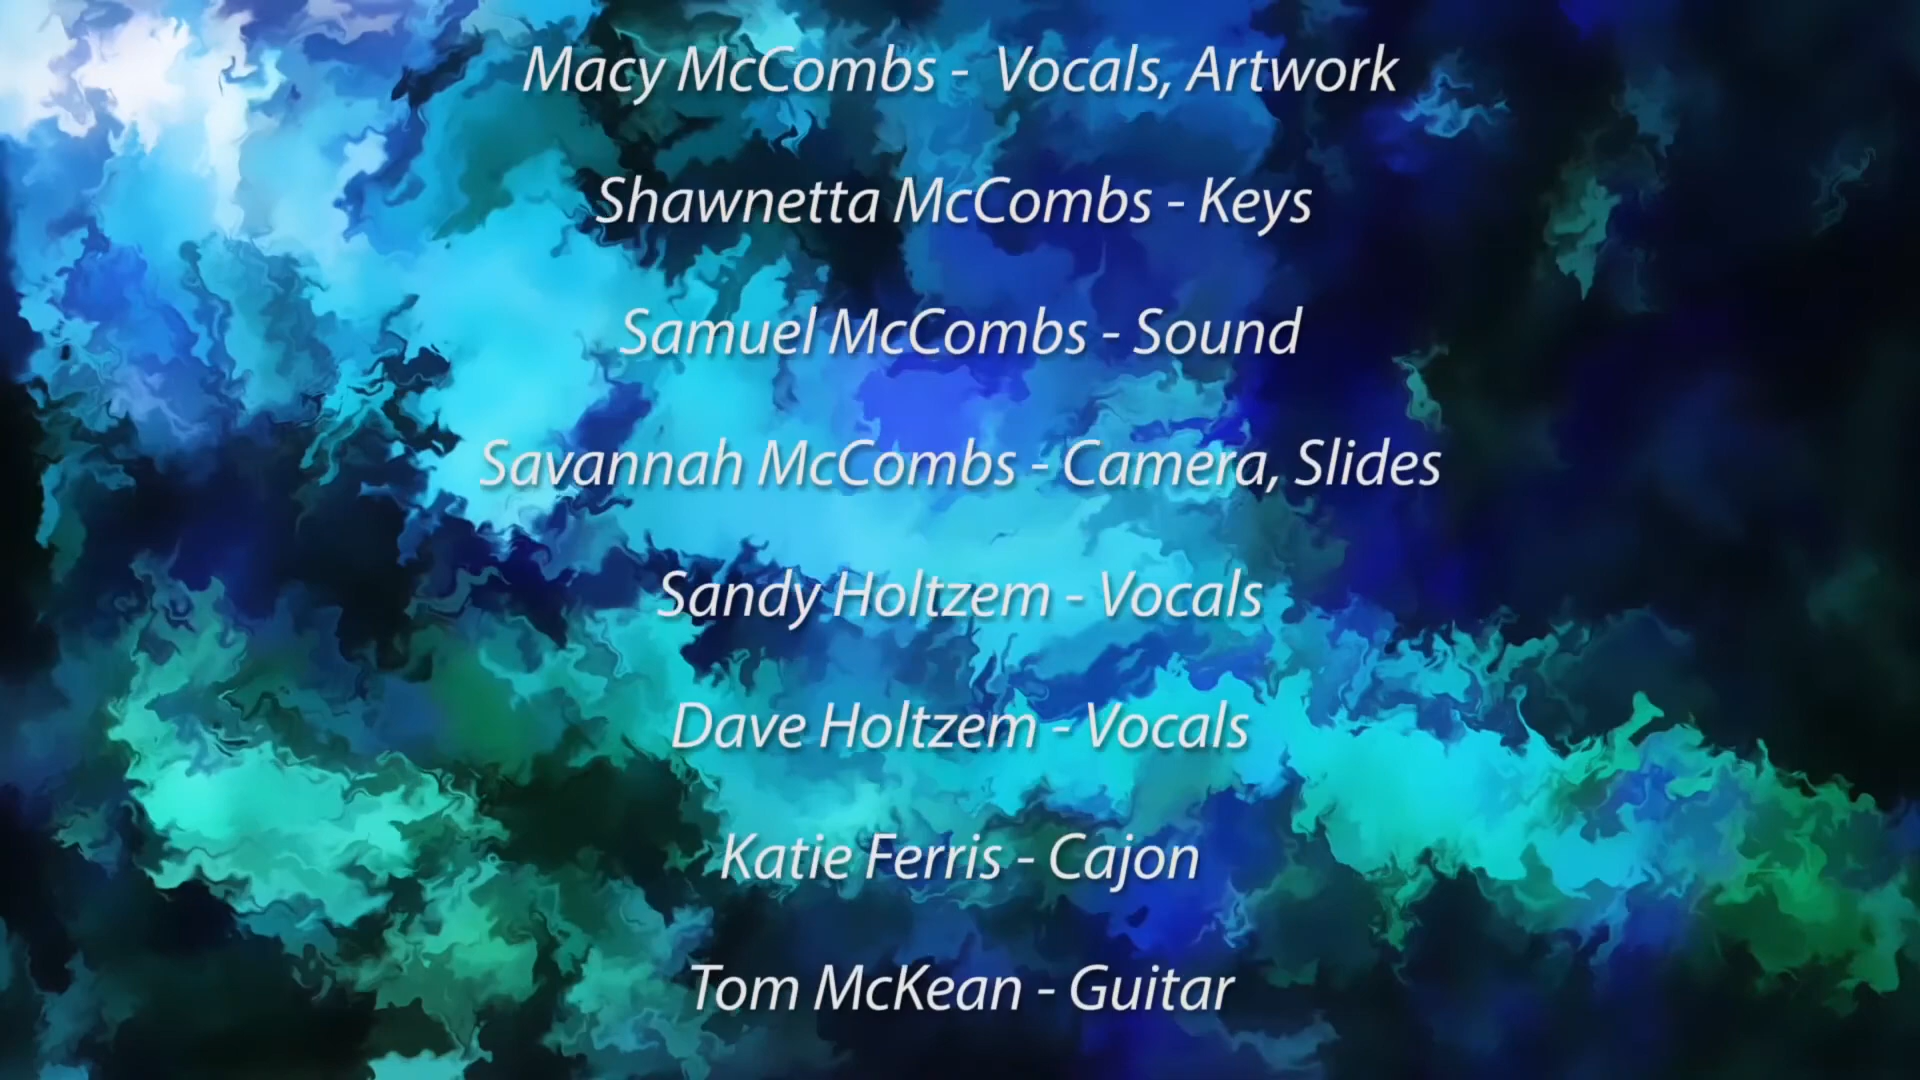 Macy McCombs -  Vocals, Artwork
Shawnetta McCombs - Keys
Samuel McCombs - Sound
Savannah McCombs - Camera, Slides
Sandy Holtzem - Vocals
Dave Holtzem - Vocals
Katie Ferris - Cajon
Tom McKean - Guitar